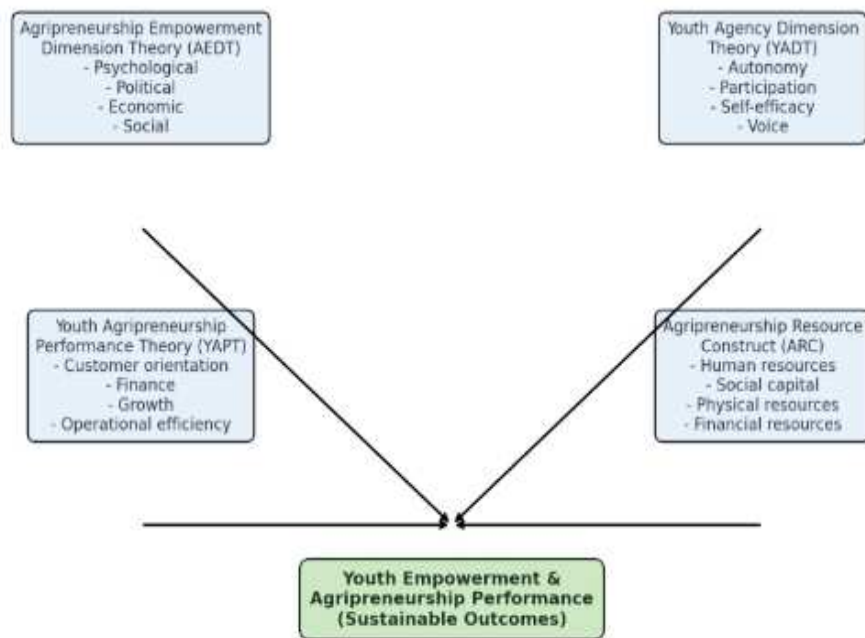 Agripreneurship Empowerment
Dimension Theory (AEDT)
- Psychological
- Political
- Economic
- Social
Youth Agency Dimension
Theory (YADT)
- Autonomy
- Participation
- Self-efficacy
- Voice
Youth Agripreneurship
Performance Theory (YAPT)
- Customer orientation
- Finance
- Growth
- Operational efficiency
Agripreneurship Resource
Construct (ARC)
- Human resources
- Social capital
- Physical resources
- Financial resources
Youth Empowerment &
Agripreneurship Performance
(Sustainable Outcomes)